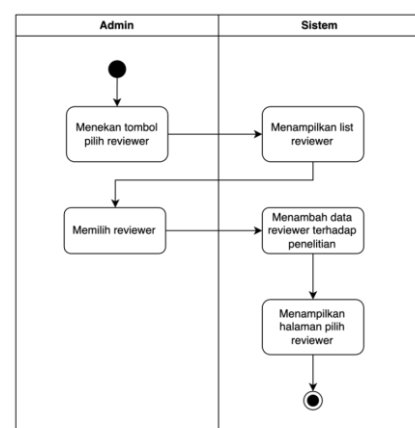 Admin
Sistem
Menekan tombol
pilih reviewer
Menampilkan list
reviewer
Memilih reviewer
Menambah data
reviewer terhadap
penelitian
Menampilkan
halaman pilih
reviewer